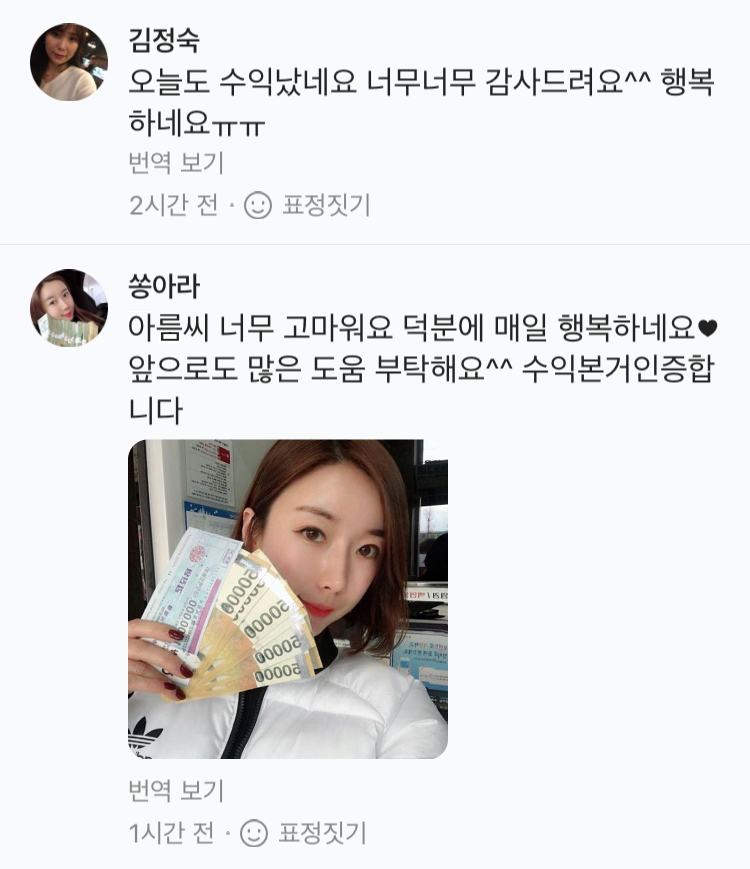 김정숙
오늘도 수익났네요 너무너무 감사드려요^^ 행복
하네요ㅠㅠ
번역 보기
2시간 전 · 표정짓기
쏭아라
아름씨 너무 고마워요 덕분에 매일 행복하네요♥
앞으로도 많은 도움 부탁해요^^ 수익본거인증합
니다
50000
50000
50000
50000
번역 보기
1시간 전 · 표정짓기